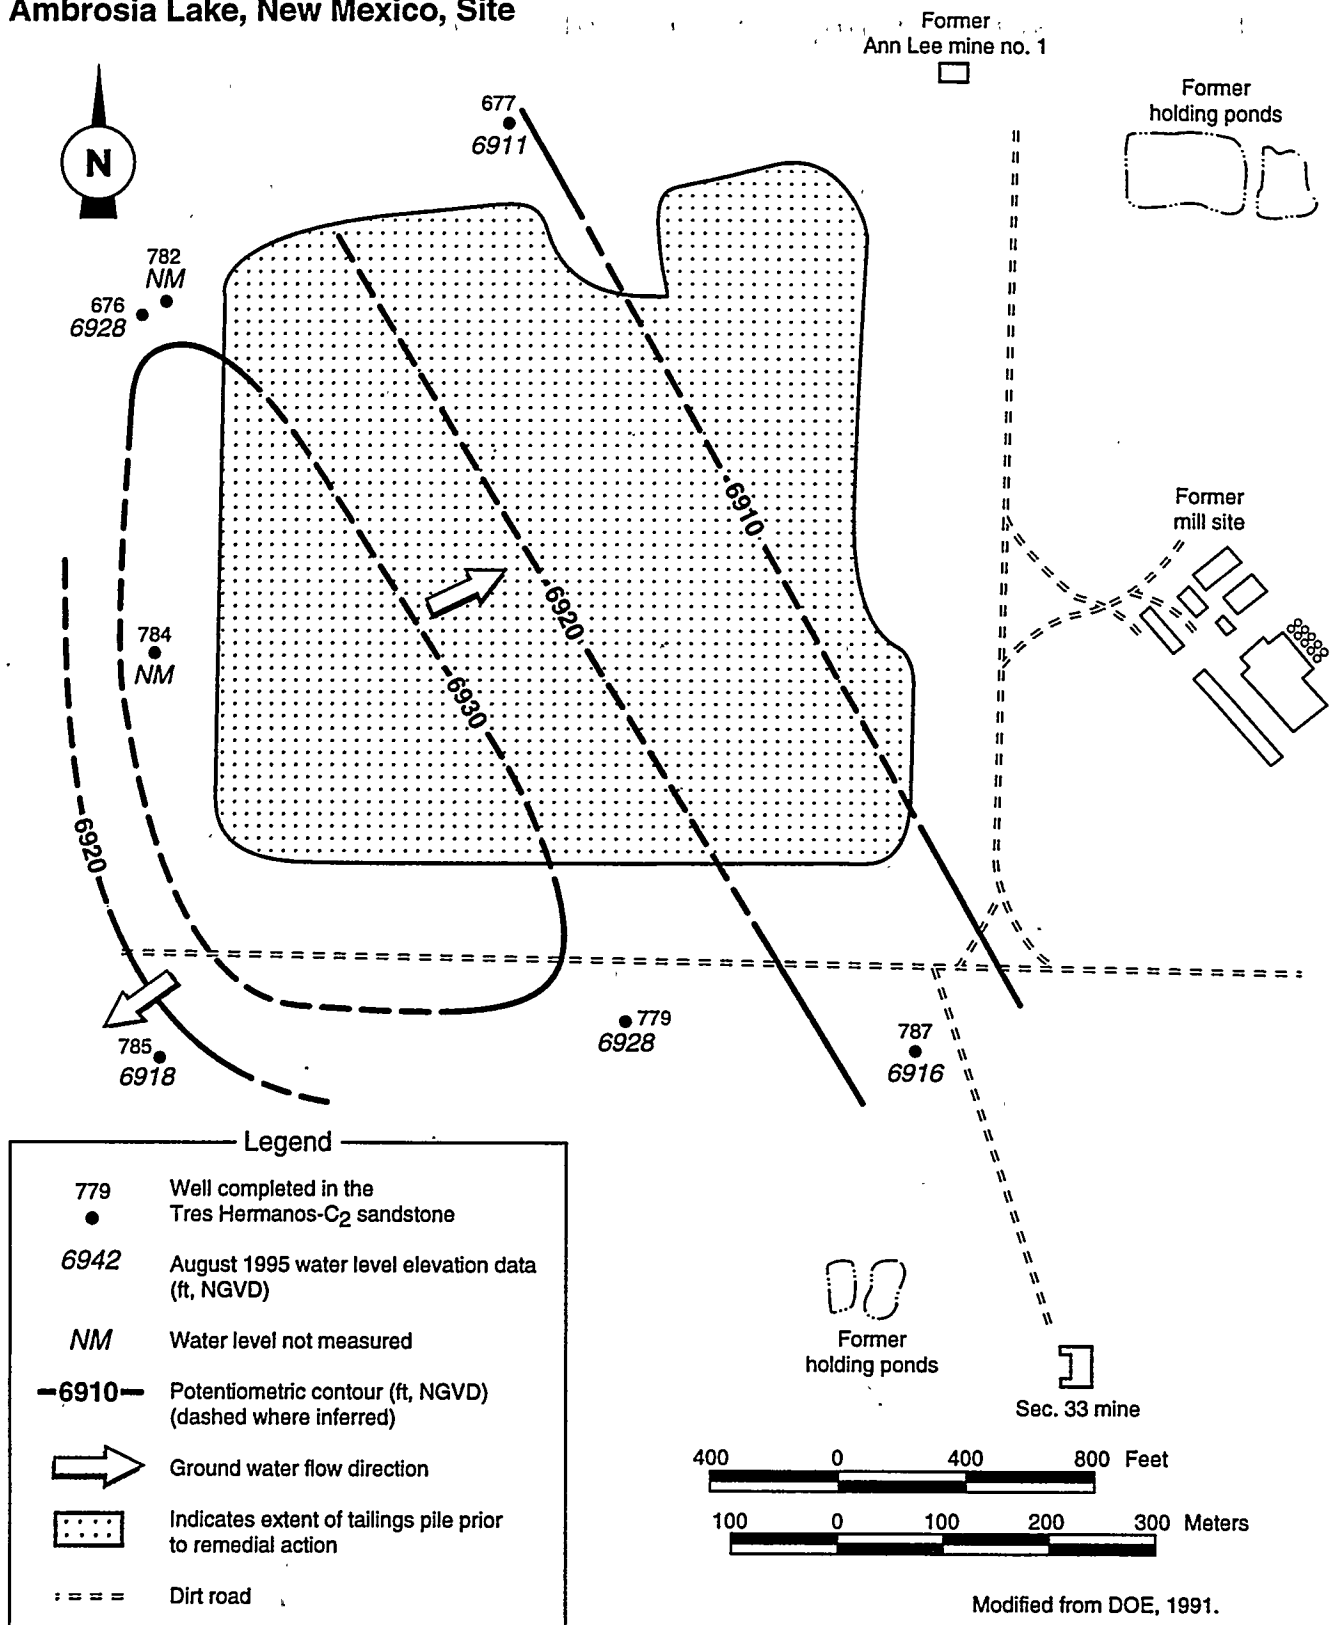 Ambrosia Lake, New Mexico, Site
Former
Ann Lee mine no. 1
Former
holding ponds
N
677
6911
782
NM
676
6928
6910
Former
mill site
6920
784
NM
6930
6920
779
6928
787
6916
785
6918
Legend
779
Well completed in the
Tres Hermanos-C2 sandstone
6942
August 1995 water level elevation data
(ft, NGVD)
NM
Water level not measured
6910
Potentiometric contour (ft, NGVD)
(dashed where inferred)
Ground water flow direction
Indicates extent of tailings pile prior
to remedial action
Dirt road
Former
holding ponds
Sec. 33 mine
400 0 400 800 Feet
100 0 100 200 300 Meters
Modified from DOE, 1991.